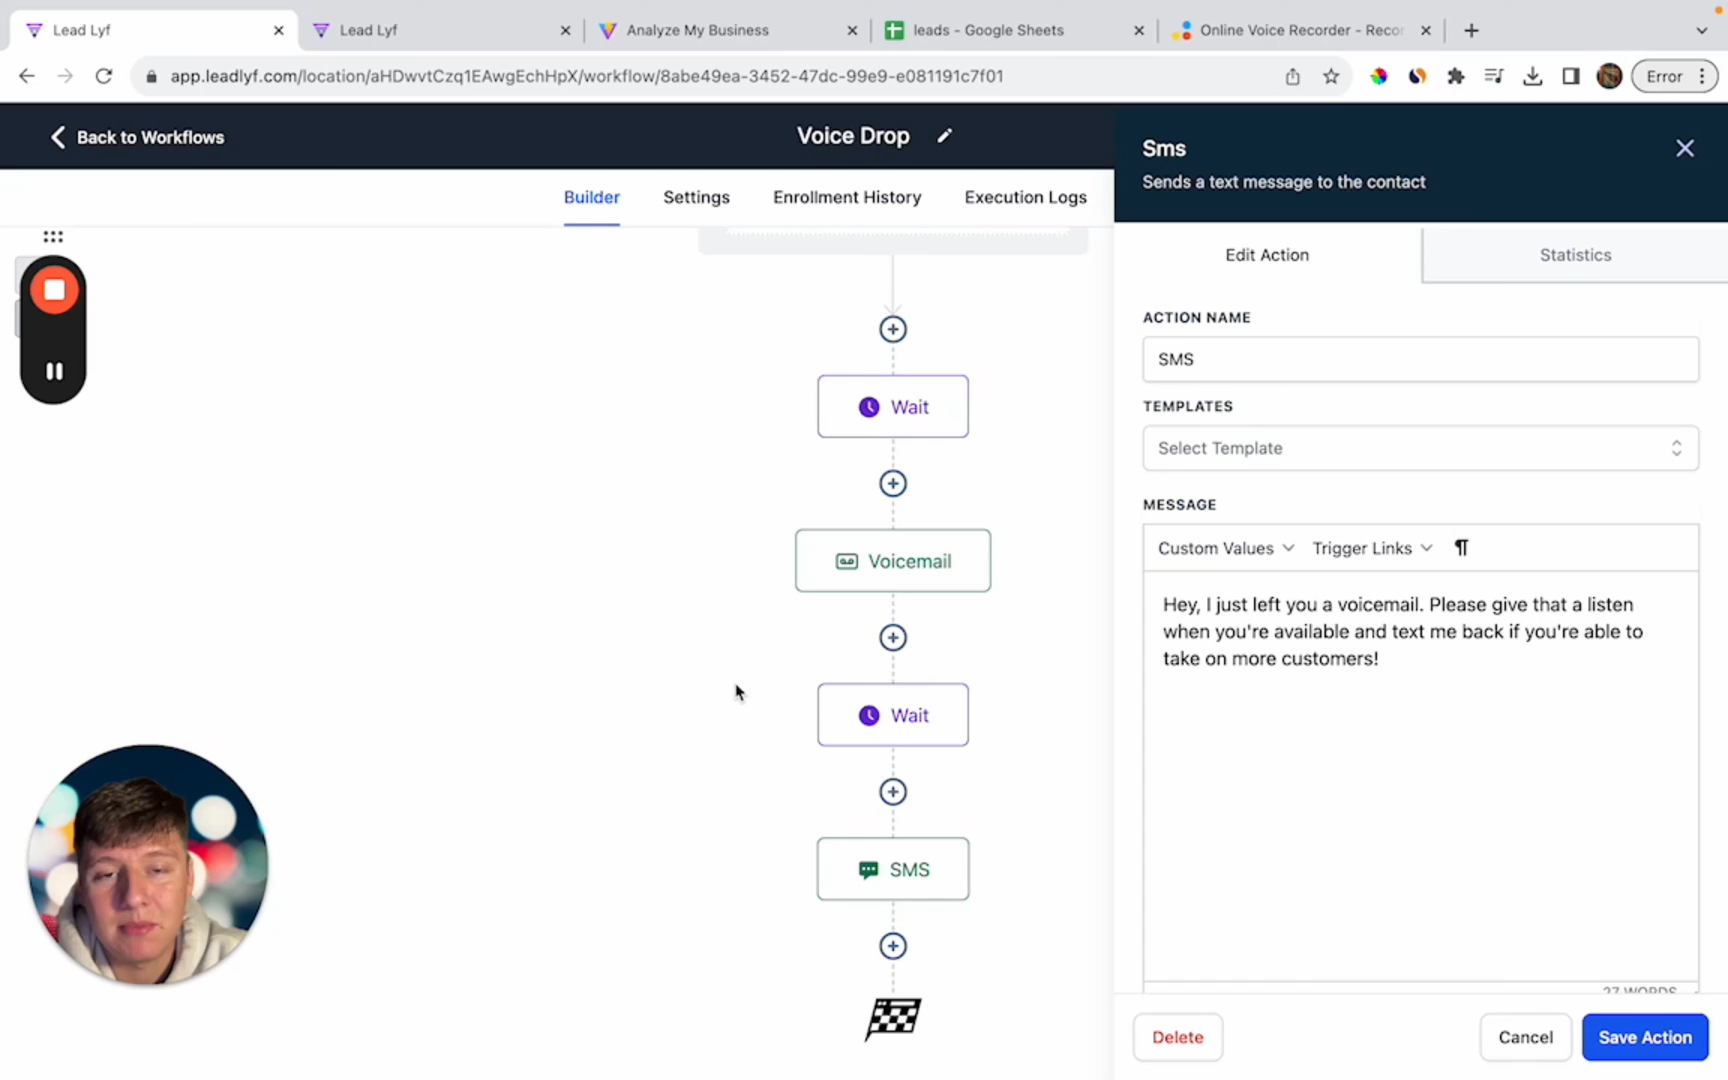 Lead Lyf
Lead Lyf
Analyze My Business
leads - Google Sheets
Online Voice Recorder - Recor
app.leadlyf.com/location/aHDwvtCzq1EAwgEchHpX/workflow/8abe49ea-3452-47dc-99e9-e081191c7f01
Error
Back to Workflows
Voice Drop
Builder
Settings
Enrollment History
Execution Logs
Wait
Voicemail
Wait
SMS
Sms
Sends a text message to the contact
Edit Action
Statistics
ACTION NAME
SMS
TEMPLATES
Select Template
MESSAGE
Custom Values
Trigger Links
Hey, I just left you a voicemail. Please give that a listen
when you're available and text me back if you're able to
take on more customers!
27 WORDS
Delete
Cancel
Save Action